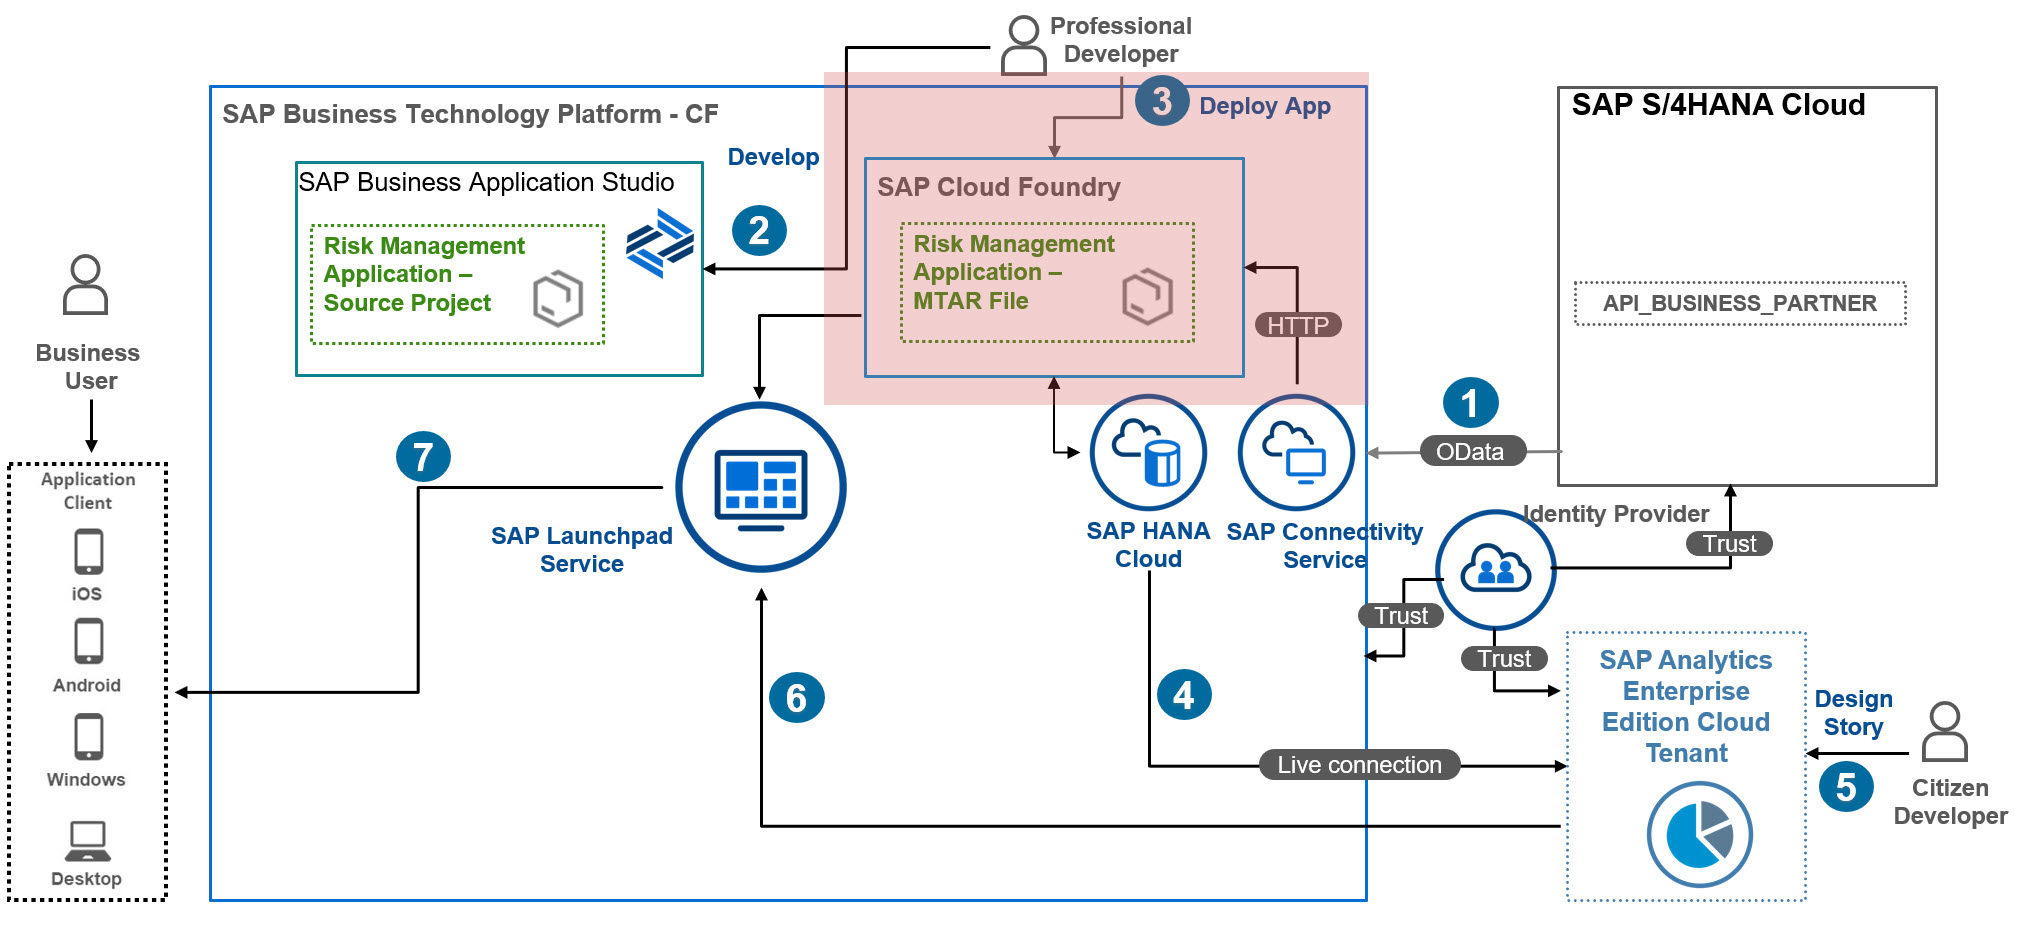 Professional
Developer
3
Deploy App
SAP Business Technology Platform - CF
SAP S/4HANA Cloud
Develop
SAP Business Application Studio
SAP Cloud Foundry
2
Risk Management
Application –
Source Project
Risk Management
Application –
MTAR File
HTTP
API_BUSINESS_PARTNER
Business
User
1
OData
7
Application
Client
iOS
Android
Windows
Desktop
SAP Launchpad
Service
SAP HANA
Cloud
SAP Connectivity
Service
Identity Provider
Trust
Trust
Trust
6
4
Live connection
SAP Analytics
Enterprise
Edition Cloud
Tenant
Design
Story
5
Citizen
Developer